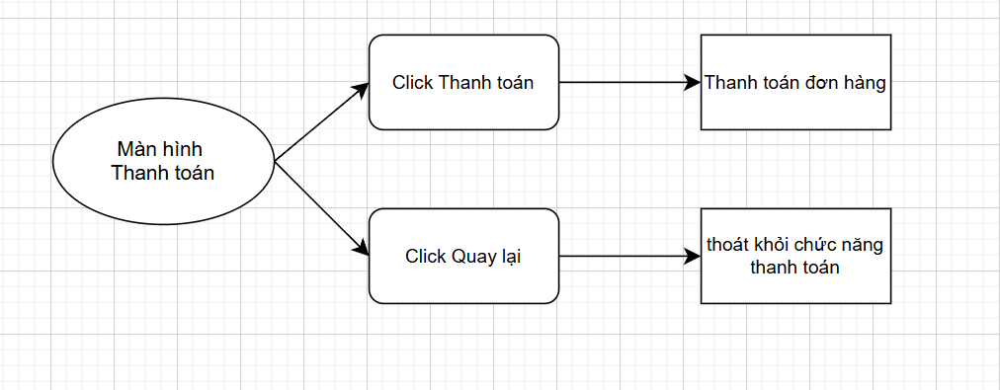 Màn hình
Thanh toán
Click Thanh toán
Thanh toán đơn hàng
Click Quay lại
thoát khỏi chức năng
thanh toán